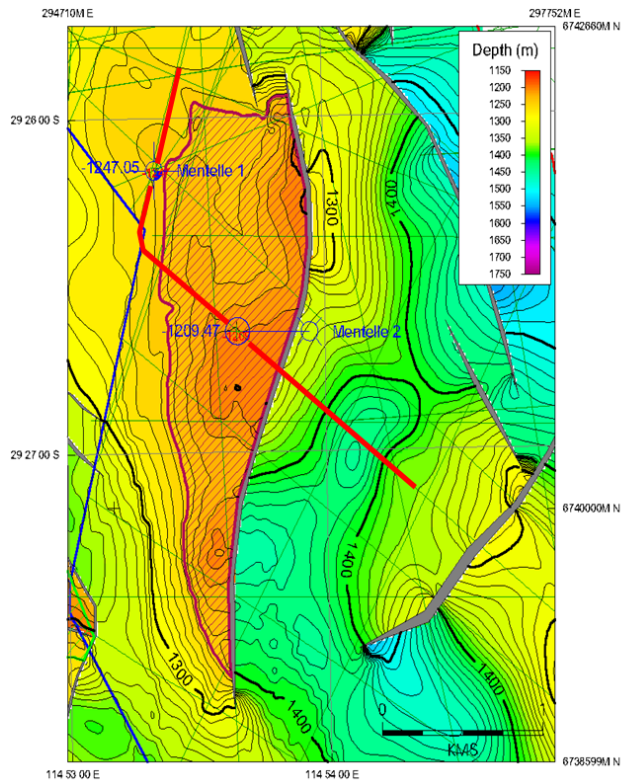 294710M E
297752M E
6742660M N
Depth (m)
1150
1200
1250
1300
1350
1400
1450
1500
1550
1600
1650
1700
1750
29 26 00 S
-1247.05
Mentelle 1
1300
1400
-1209.47
Mentelle 2
29 27 00 S
6740000M N
1400
1300
1400
1400
0
1
KMS
6738599M N
114 53 00 E
114 54 00 E